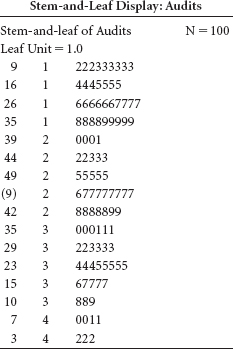 Stem-and-Leaf Display: Audits
Stem-and-leaf of Audits N = 100
Leaf Unit = 1.0
9 1 222333333
16 1 4445555
26 1 6666667777
35 1 888899999
39 2 0001
44 2 22333
49 2 55555
(9) 2 677777777
42 2 8888899
35 3 000111
29 3 223333
23 3 44455555
15 3 67777
10 3 889
7 4 0011
3 4 222